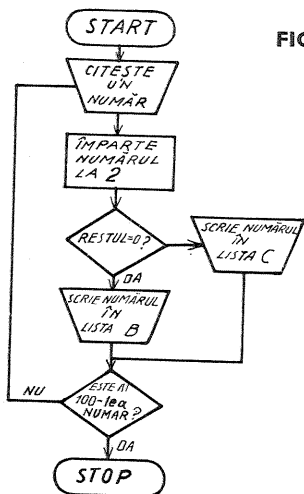 START
FIG
CITEȘTE
UN
NUMĂR
ÎMPARTE
NUMĂRUL
LA 2
RESTUL=0?
SCRIE NUMĂRUL
ÎN
LISTA C
DA
SCRIE NUMĂRUL
ÎN
LISTA B
NU
ESTE AL
100-lea
NUMĂR?
DA
STOP